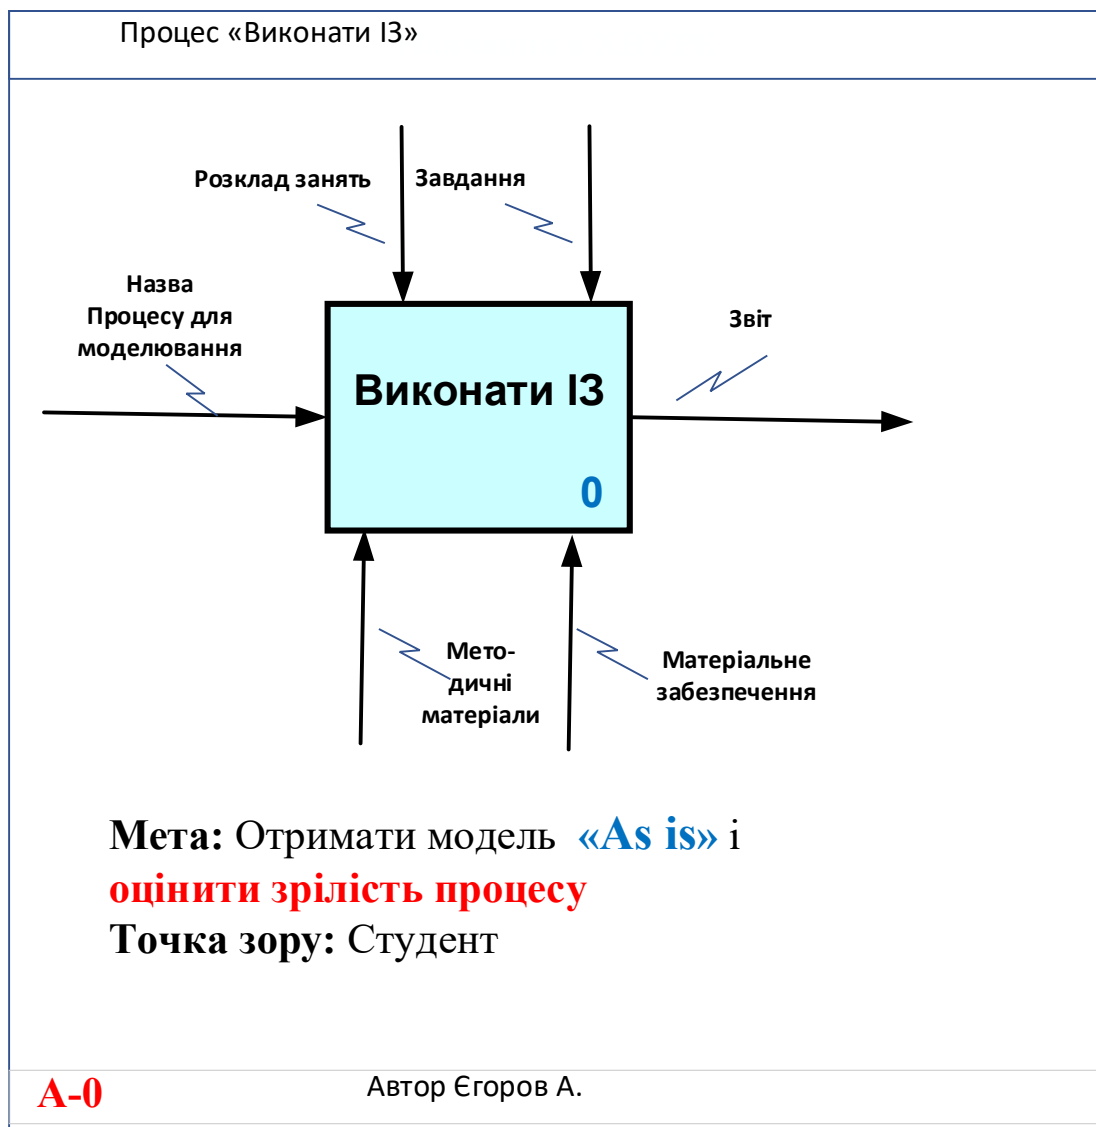 Процес «Виконати ІЗ»
Розклад занять
Завдання
Назва
Процесу для
моделювання
Звіт
Виконати ІЗ
0
Мето-
дичні
матеріали
Матеріальне
забезпечення
Мета: Отримати модель «As is» і
оцінити зрілість процесу
Точка зору: Студент
А-0
Автор Єгоров А.